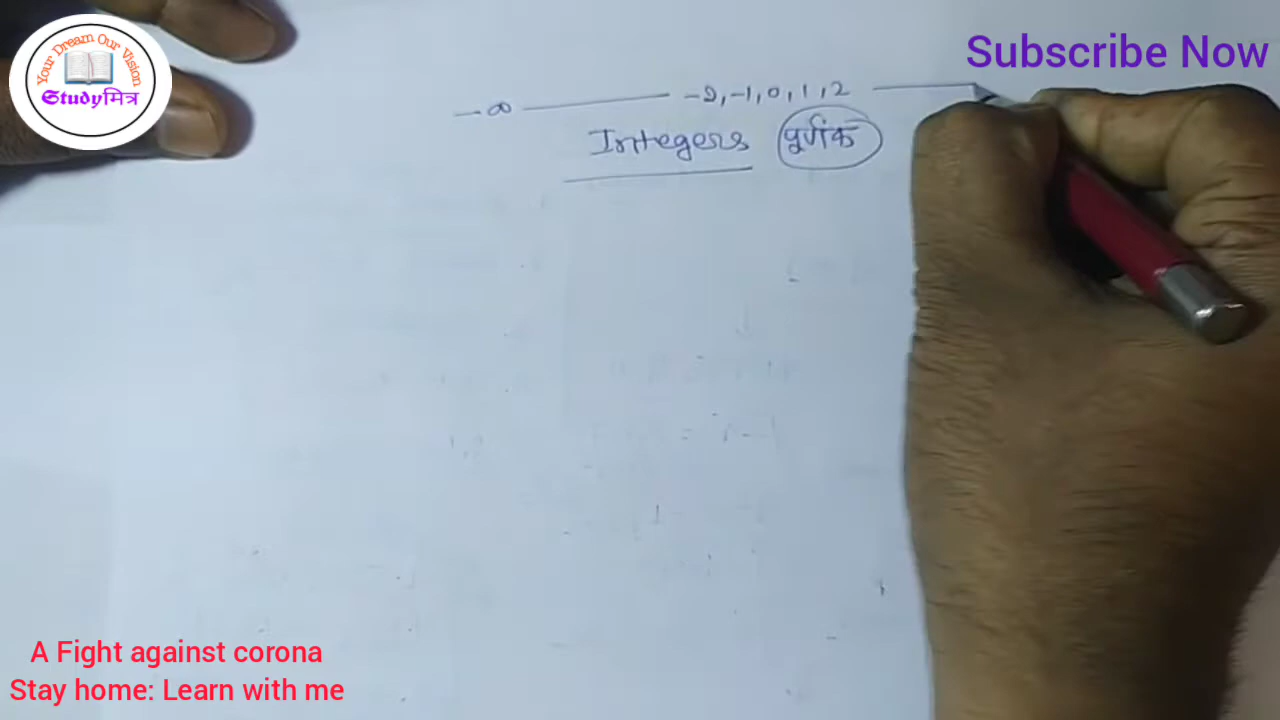 Your Dream Our Vision
Studyमित्र
Subscribe Now
-∞ -2, -1, 0, 1, 2
Integers पूर्णंक
A Fight against corona
Stay home: Learn with me